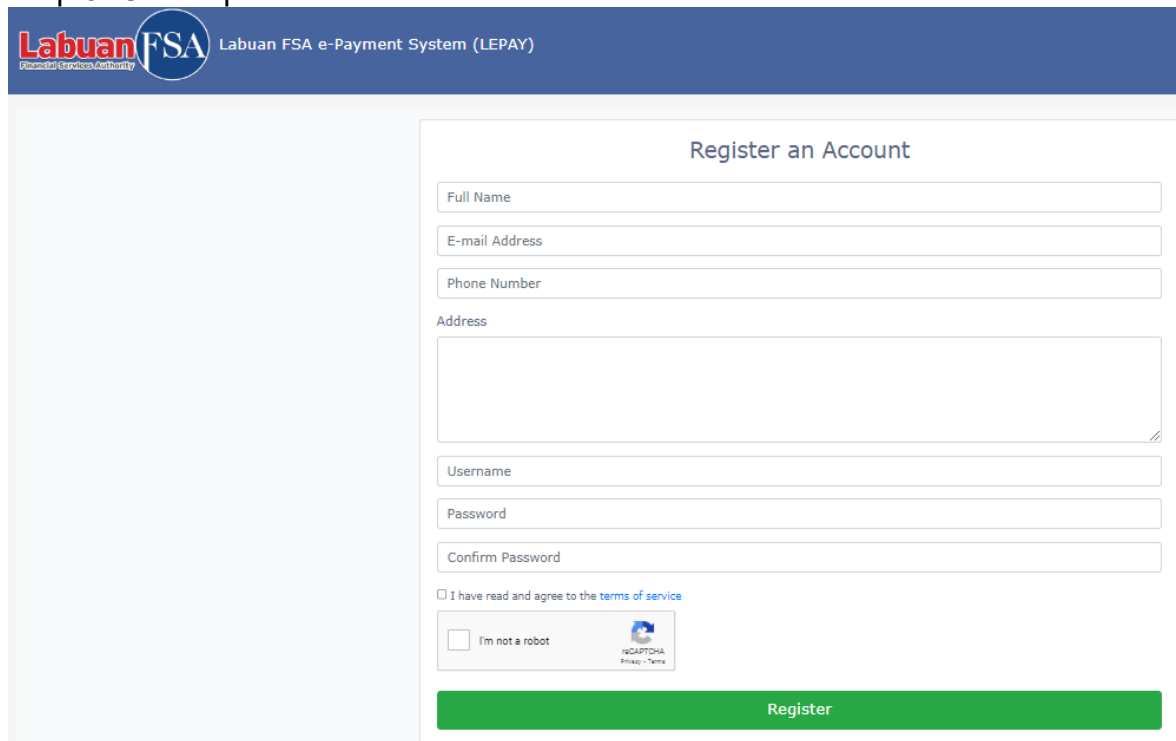 Labuan FSA
Financial Services Authority
Labuan FSA e-Payment System (LEPAY)
Register an Account
Full Name
E-mail Address
Phone Number
Address
Username
Password
Confirm Password
I have read and agree to the terms of service
I'm not a robot
reCAPTCHA
Privacy - Terms
Register